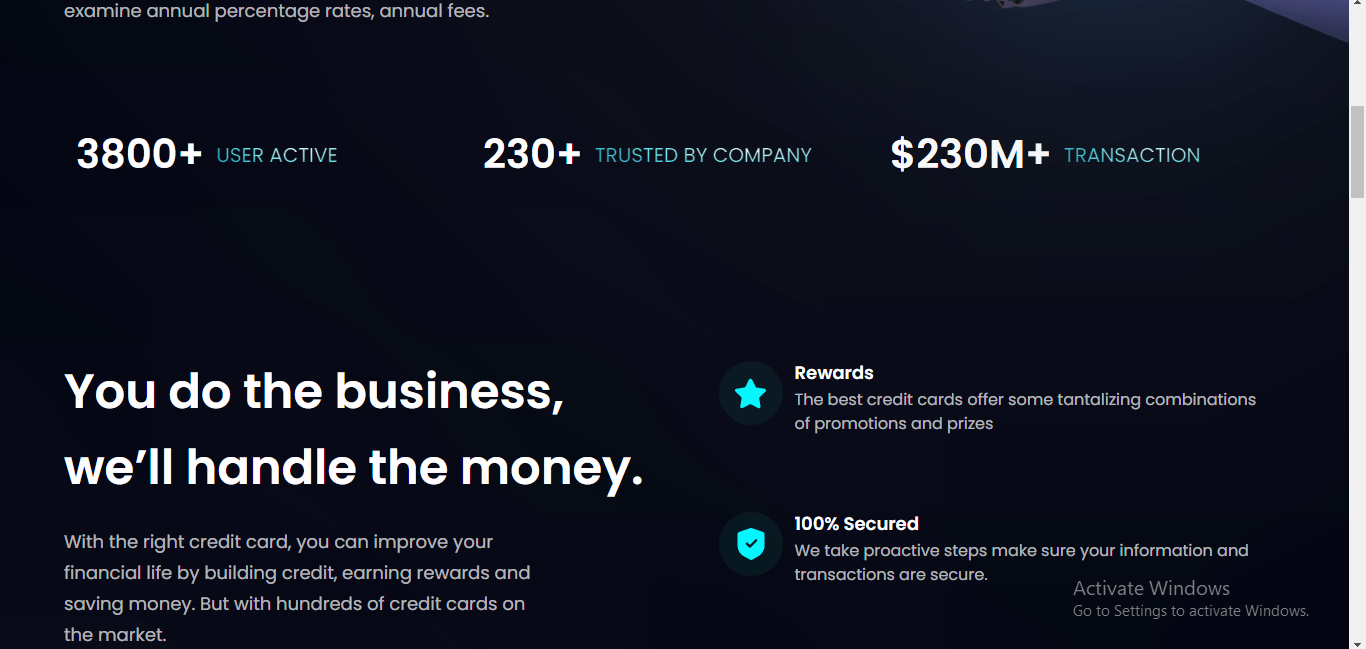 examine annual percentage rates, annual fees.
3800+ USER ACTIVE
230+ TRUSTED BY COMPANY
$230M+ TRANSACTION
You do the business,
we’ll handle the money.
With the right credit card, you can improve your
financial life by building credit, earning rewards and
saving money. But with hundreds of credit cards on
the market.
Rewards
The best credit cards offer some tantalizing combinations
of promotions and prizes
100% Secured
We take proactive steps make sure your information and
transactions are secure.
Activate Windows
Go to Settings to activate Windows.